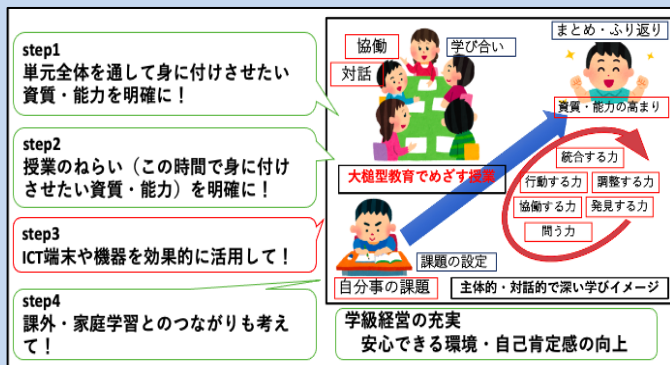 step1
単元全体を通して身に付けさせたい
資質・能力を明確に！
step2
授業のねらい（この時間で身に付け
させたい資質・能力）を明確に！
step3
ICT端末や機器を効果的に活用して！
step4
課外・家庭学習とのつながりも考え
て！
協働
学び合い
対話
まとめ・ふり返り
資質・能力の高まり
大槌型教育でめざす授業
統合する力
行動する力
調整する力
協働する力
発見する力
問う力
課題の設定
自分事の課題
主体的・対話的で深い学びイメージ
学級経営の充実
安心できる環境・自己肯定感の向上